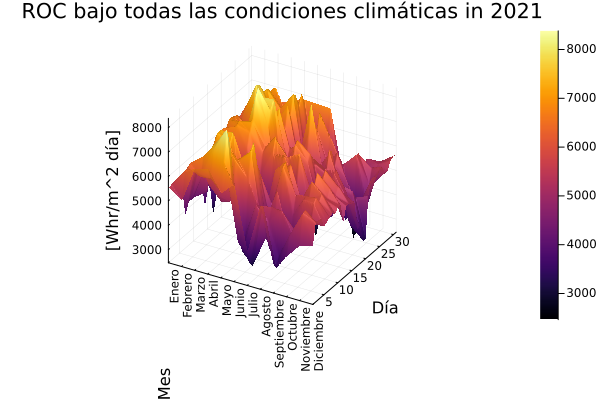 ROC bajo todas las condiciones climáticas in 2021
[Whr/m^2 día]
8000
7000
6000
5000
4000
3000
Enero
Febrero
Marzo
Abril
Mayo
Junio
Julio
Agosto
Septiembre
Octubre
Noviembre
Diciembre
Mes
5
10
15
20
25
30
Día
8000
7000
6000
5000
4000
3000